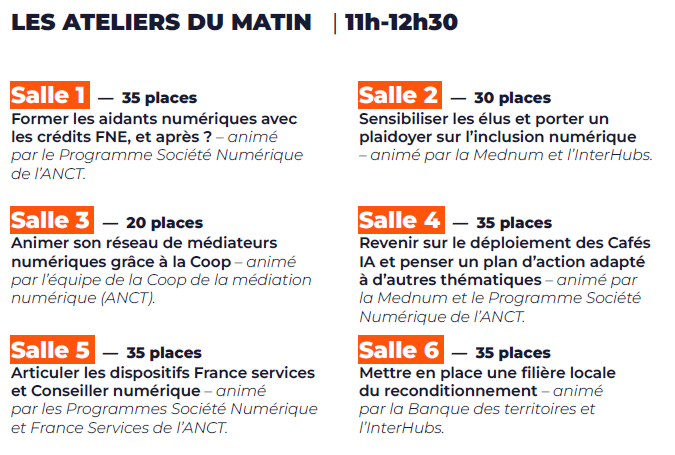 LES ATELIERS DU MATIN | 11h-12h30
Salle 1 — 35 places
Former les aidants numériques avec
les crédits FNE, et après ? – animé
par le Programme Société Numérique
de l’ANCT.
Salle 2 — 30 places
Sensibiliser les élus et porter un
plaidoyer sur l’inclusion numérique
– animé par la Mednum et l’InterHubs.
Salle 3 — 20 places
Animer son réseau de médiateurs
numériques grâce à la Coop – animé
par l’équipe de la Coop de la médiation
numérique (ANCT).
Salle 4 — 35 places
Revenir sur le déploiement des Cafés
IA et penser un plan d’action adapté
à d’autres thématiques – animé par
la Mednum et le Programme Société
Numérique de l’ANCT.
Salle 5 — 35 places
Articuler les dispositifs France services
et Conseiller numérique – animé
par les Programmes Société Numérique
et France Services de l’ANCT.
Salle 6 — 35 places
Mettre en place une filière locale
du reconditionnement – animé
par la Banque des territoires et
l’InterHubs.